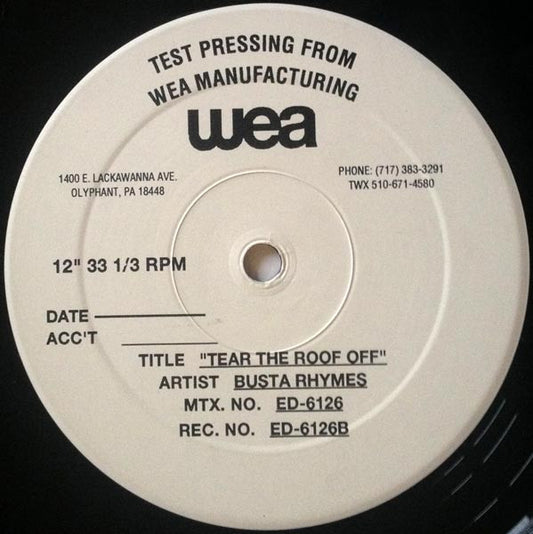 TEST PRESSING FROM
WEA MANUFACTURING
wea
1400 E. LACKAWANNA AVE.
OLYPHANT, PA 18448
PHONE: (717) 383-3291
TWX 510-671-4580
12" 33 1/3 RPM
DATE
ACC'T
TITLE "TEAR THE ROOF OFF"
ARTIST BUSTA RHYMES
MTX. NO. ED-6126
REC. NO. ED-6126B